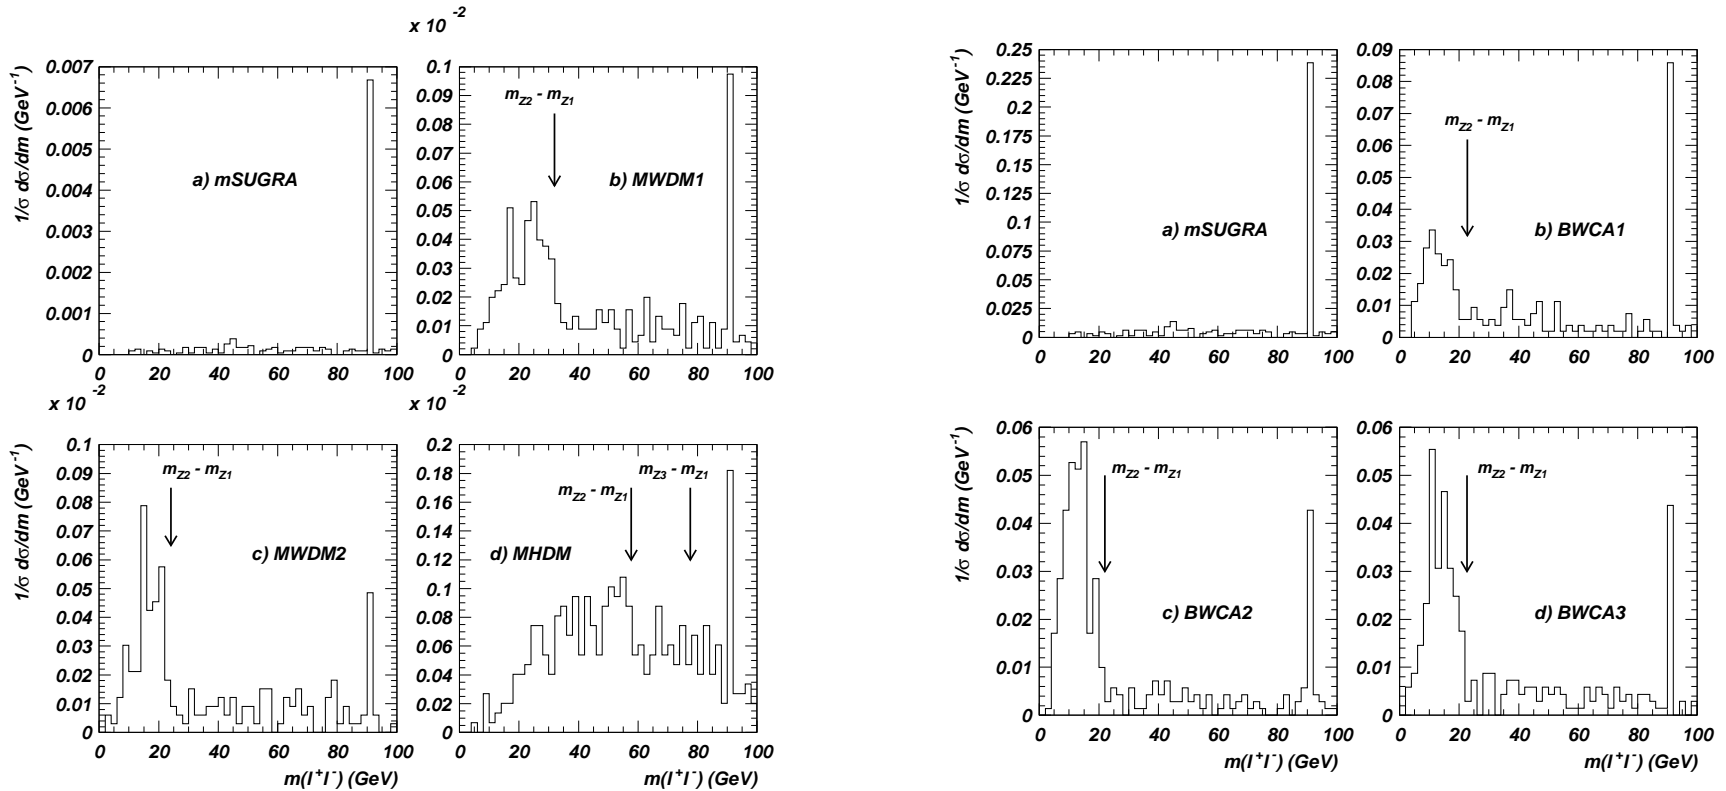 x 10 -2
1/σ dσ/dm (GeV-1)
0.007
0.006
0.005
0.004
0.003
0.002
0.001
0
a) mSUGRA
0 20 40 60 80 100
0.1
0.09
0.08
0.07
0.06
0.05
0.04
0.03
0.02
0.01
0
mZ2 - mZ1
b) MWDM1
0 20 40 60 80 100
x 10 -2
x 10 -2
1/σ dσ/dm (GeV-1)
0.1
0.09
0.08
0.07
0.06
0.05
0.04
0.03
0.02
0.01
0
mZ2 - mZ1
c) MWDM2
0 20 40 60 80 100
m(l+l-) (GeV)
0.2
0.18
0.16
0.14
0.12
0.1
0.08
0.06
0.04
0.02
0
mZ3 - mZ1
mZ2 - mZ1
d) MHDM
0 20 40 60 80 100
m(l+l-) (GeV)
1/σ dσ/dm (GeV-1)
0.25
0.225
0.2
0.175
0.15
0.125
0.1
0.075
0.05
0.025
0
a) mSUGRA
0 20 40 60 80 100
0.09
0.08
0.07
0.06
0.05
0.04
0.03
0.02
0.01
0
mZ2 - mZ1
b) BWCA1
0 20 40 60 80 100
1/σ dσ/dm (GeV-1)
0.06
0.05
0.04
0.03
0.02
0.01
0
mZ2 - mZ1
c) BWCA2
0 20 40 60 80 100
m(l+l-) (GeV)
0.06
0.05
0.04
0.03
0.02
0.01
0
mZ2 - mZ1
d) BWCA3
0 20 40 60 80 100
m(l+l-) (GeV)